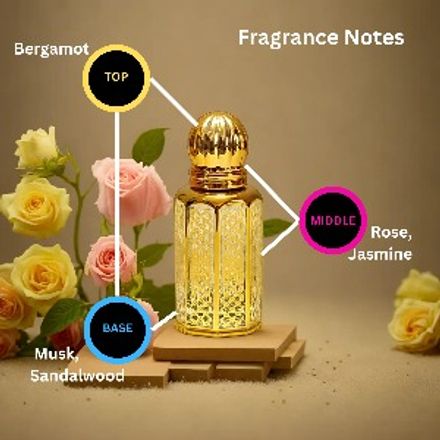 Fragrance Notes
Bergamot
TOP
MIDDLE
Rose,
Jasmine
BASE
Musk,
Sandalwood